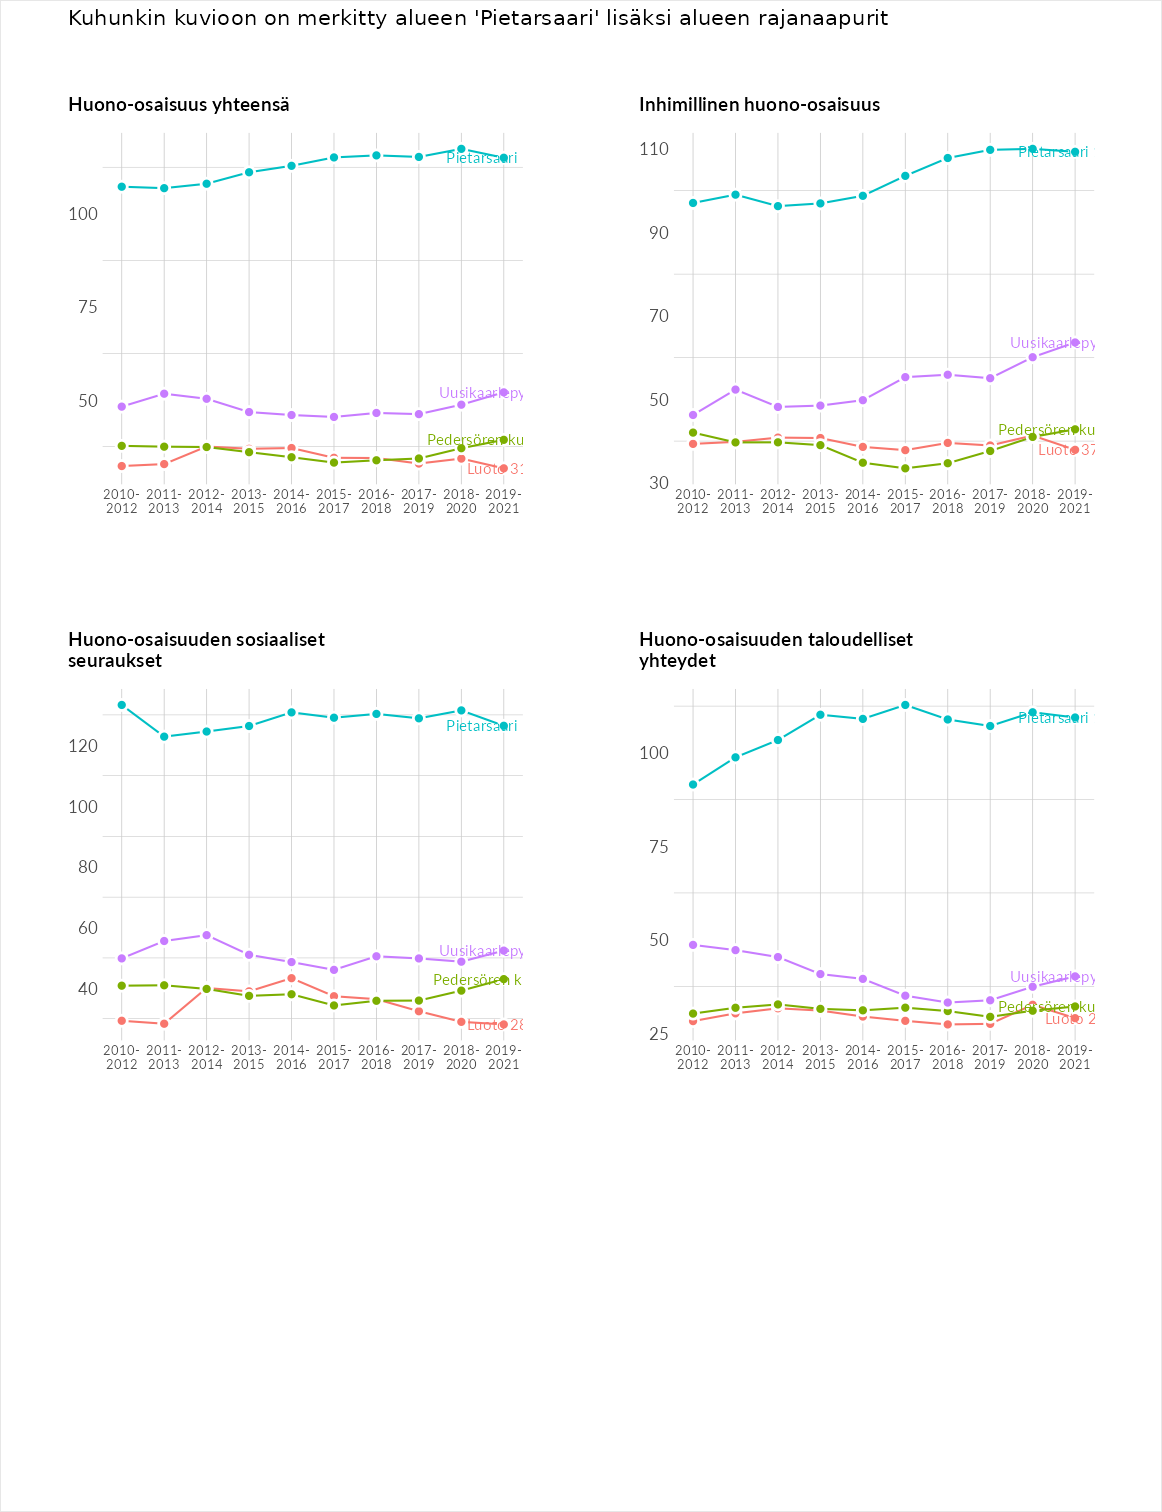 Kuhunkin kuvioon on merkitty alueen 'Pietarsaari' lisäksi alueen rajanaapurit
Huono-osaisuus yhteensä
100
75
50
Pietarsaari
Uusikaarlepy
Pedersören ku
Luoto 31
2010- 2011- 2012- 2013- 2014- 2015- 2016- 2017- 2018- 2019-
2012 2013 2014 2015 2016 2017 2018 2019 2020 2021
Inhimillinen huono-osaisuus
110
90
70
50
30
Pietarsaari
Uusikaarlepy
Pedersören ku
Luoto 37
2010- 2011- 2012- 2013- 2014- 2015- 2016- 2017- 2018- 2019-
2012 2013 2014 2015 2016 2017 2018 2019 2020 2021
Huono-osaisuuden sosiaaliset
seuraukset
120
100
80
60
40
Pietarsaari
Uusikaarlepy
Pedersören k
Luoto 28
2010- 2011- 2012- 2013- 2014- 2015- 2016- 2017- 2018- 2019-
2012 2013 2014 2015 2016 2017 2018 2019 2020 2021
Huono-osaisuuden taloudelliset
yhteydet
100
75
50
25
Pietarsaari
Uusikaarlepy
Pedersören ku
Luoto 2
2010- 2011- 2012- 2013- 2014- 2015- 2016- 2017- 2018- 2019-
2012 2013 2014 2015 2016 2017 2018 2019 2020 2021